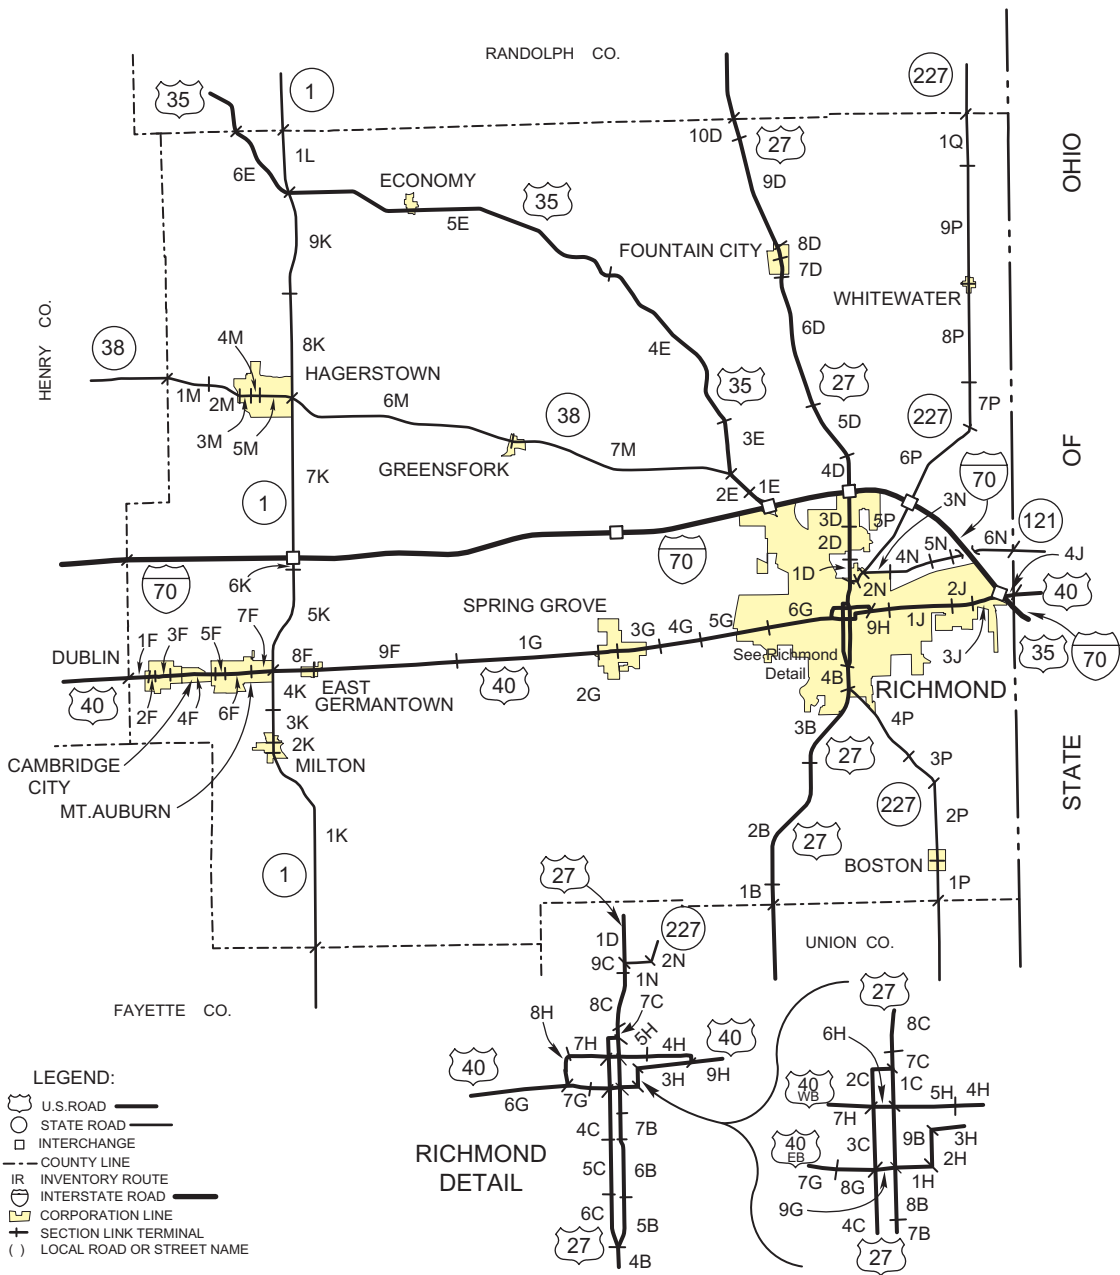 RANDOLPH CO.
35
1
227
10D
27
1Q
OHIO
6E
1L
9D
ECONOMY
35
5E
9K
FOUNTAIN CITY
8D
7D
9P
WHITEWATER
HENRY CO.
38
4M
8K
HAGERSTOWN
6D
4E
8P
1M
2M
3M
5M
6M
35
27
7P
38
227
3E
5D
GREENSFORK
7M
6P
OF
7K
4D
70
1
2E
1E
3N
3D
5P
121
2D
6N
5N
4N
4J
70
70
6K
1D
2N
2J
40
5K
SPRING GROVE
6G
9H
1J
7F
5F
3F
1F
3G
4G
5G
3J
35
70
DUBLIN
8F
9F
1G
See Richmond
Detail
4B
RICHMOND
40
2F
4F
6F
4K
EAST
GERMANTOWN
40
2G
3K
3B
4P
2K
27
3P
STATE
CAMBRIDGE
CITY
MILTON
MT.AUBURN
227
1K
2B
27
2P
1
27
BOSTON
1B
1P
1D
227
UNION CO.
9C
2N
1N
FAYETTE CO.
8C
7C
27
8C
8H
5H
6H
7C
7H
4H
40
2C
1C
40
3H
9H
40
WB
5H
4H
6G
7G
7H
4C
7B
3C
9B
3H
40
EB
2H
RICHMOND
DETAIL
5C
6B
7G
8G
1H
9G
8B
6C
5B
4C
7B
27
4B
27
LEGEND:
U.S.ROAD
STATE ROAD
INTERCHANGE
COUNTY LINE
IR INVENTORY ROUTE
INTERSTATE ROAD
CORPORATION LINE
SECTION LINK TERMINAL
( ) LOCAL ROAD OR STREET NAME